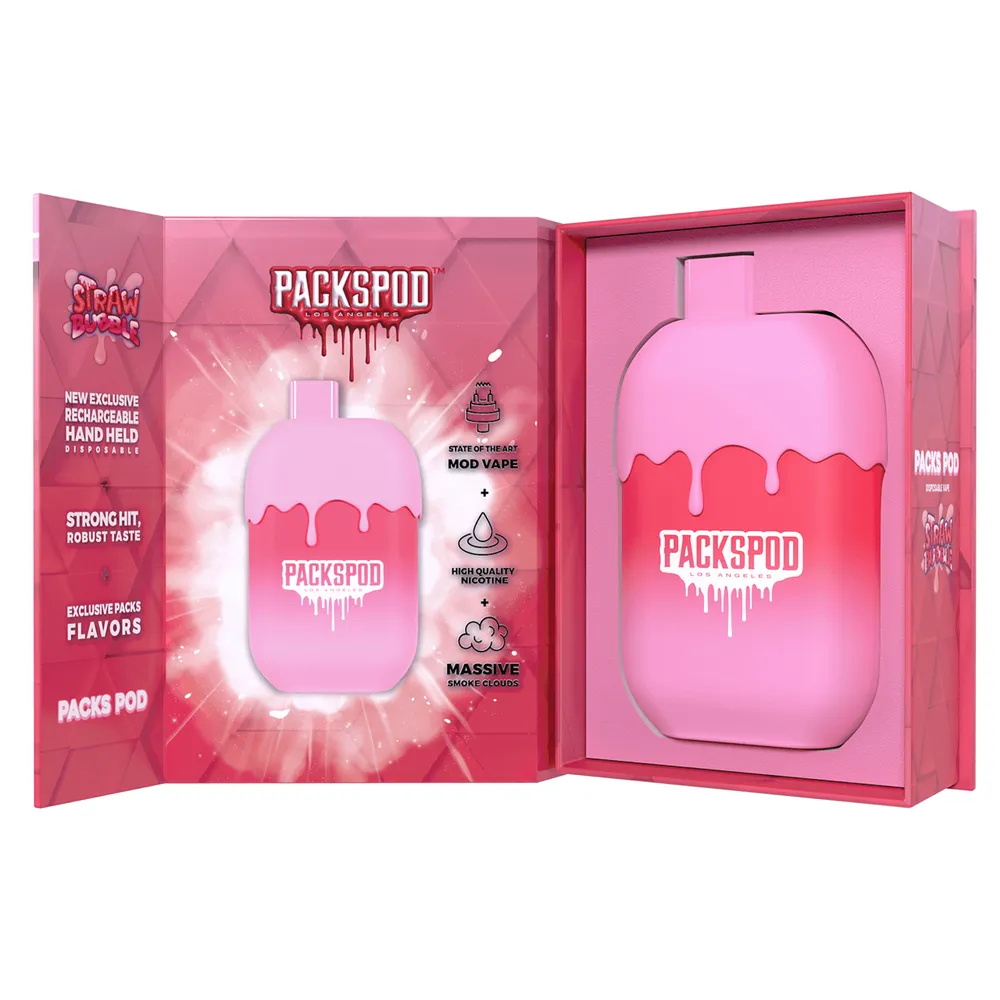 STRAW
BUBBLE
NEW EXCLUSIVE
RECHARGEABLE
HAND HELD
DISPOSABLE
STRONG HIT,
ROBUST TASTE
EXCLUSIVE PACKS
FLAVORS
PACKS POD
PACKSPOD™
LOS ANGELES
PACKSPOD
LOS ANGELES
STATE OF THE ART
MOD VAPE
+
HIGH QUALITY
NICOTINE
+
MASSIVE
SMOKE CLOUDS
PACKSPOD
LOS ANGELES
PACKS POD
DISPOSABLE VAPE
STRAW
BUBBLE